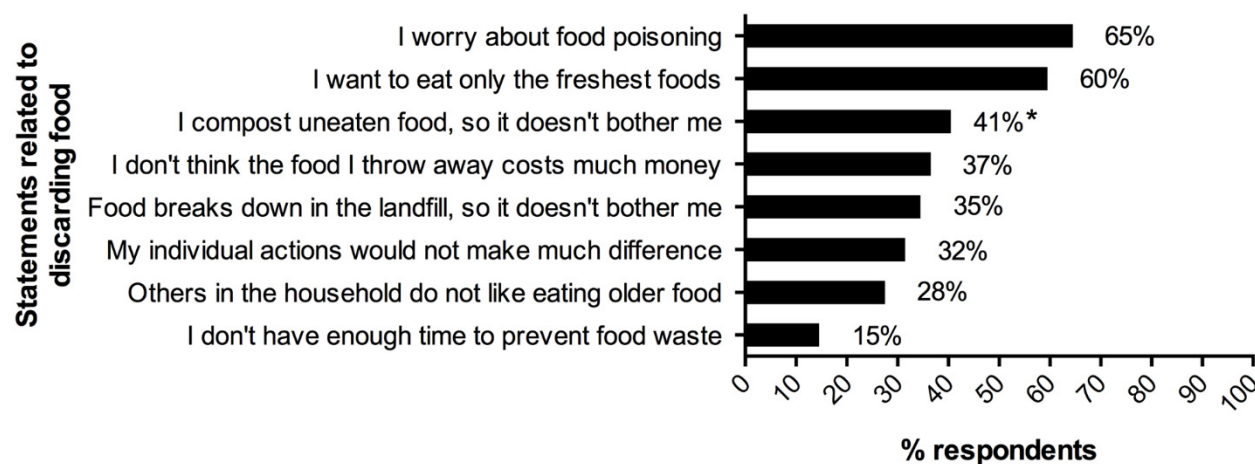 Statements related to
discarding food
I worry about food poisoning 65%
I want to eat only the freshest foods 60%
I compost uneaten food, so it doesn't bother me 41%*
I don't think the food I throw away costs much money 37%
Food breaks down in the landfill, so it doesn't bother me 35%
My individual actions would not make much difference 32%
Others in the household do not like eating older food 28%
I don't have enough time to prevent food waste 15%
0 10 20 30 40 50 60 70 80 90 100
% respondents